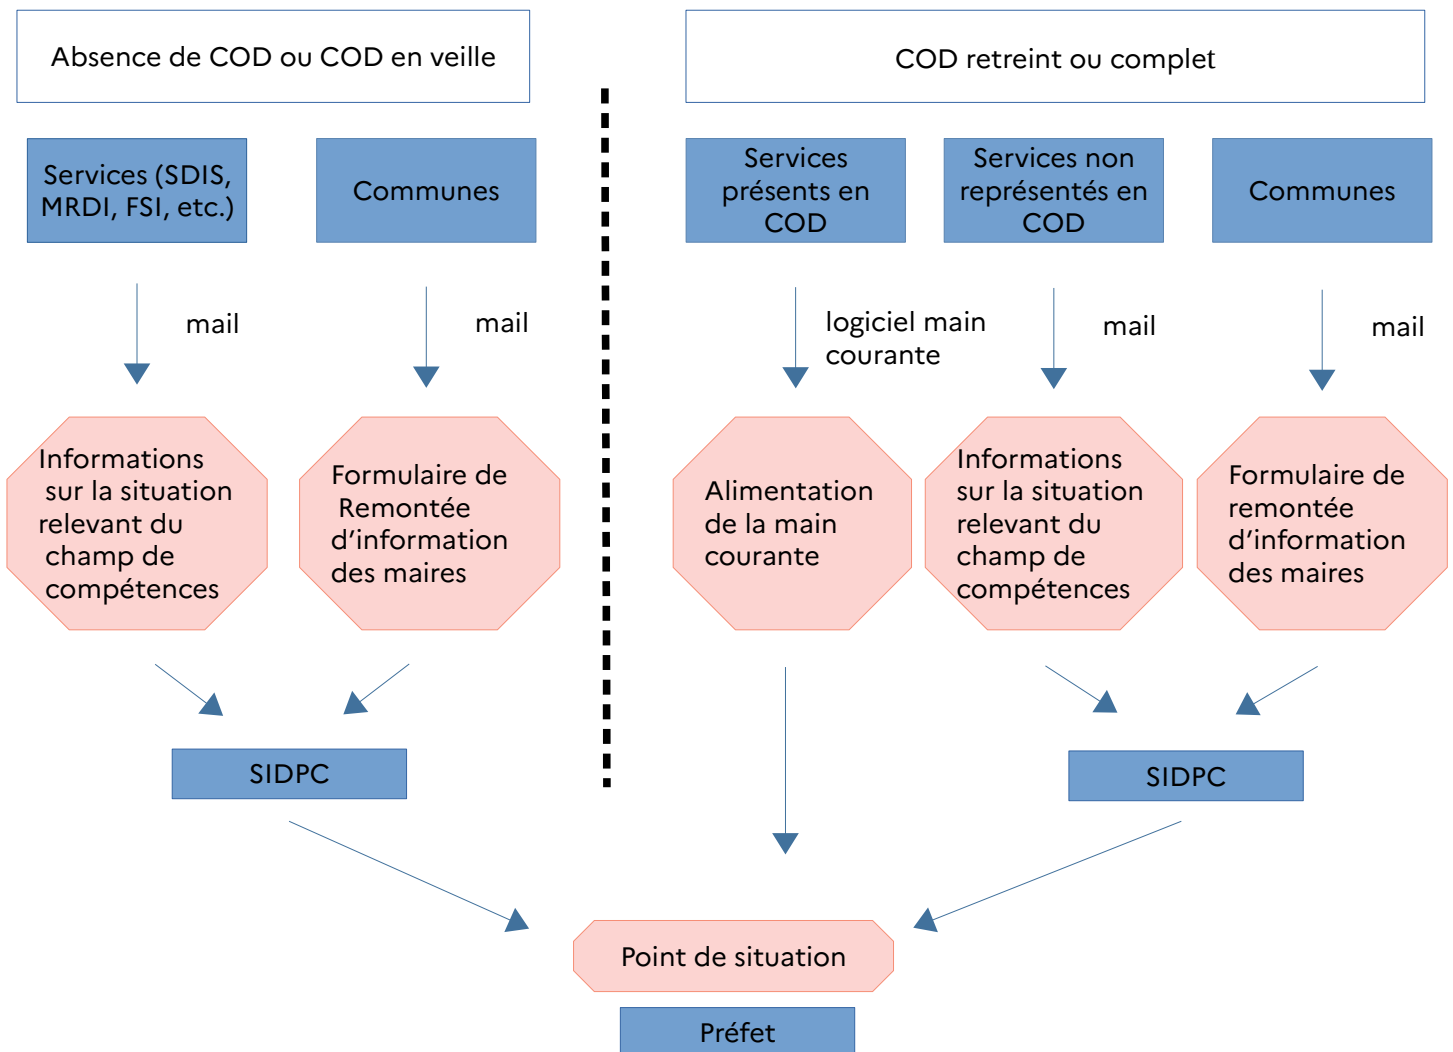 Absence de COD ou COD en veille
COD retreint ou complet
Services (SDIS,
MRDI, FSI, etc.)
Communes
Services
présents en
COD
Services non
représentés en
COD
Communes
mail
mail
logiciel main
courante
mail
mail
Informations
sur la situation
relevant du
champ de
compétences
Formulaire de
Remontée
d’information
des maires
Alimentation
de la main
courante
Informations
sur la situation
relevant du
champ de
compétences
Formulaire de
remontée
d’information
des maires
SIDPC
SIDPC
Point de situation
Préfet